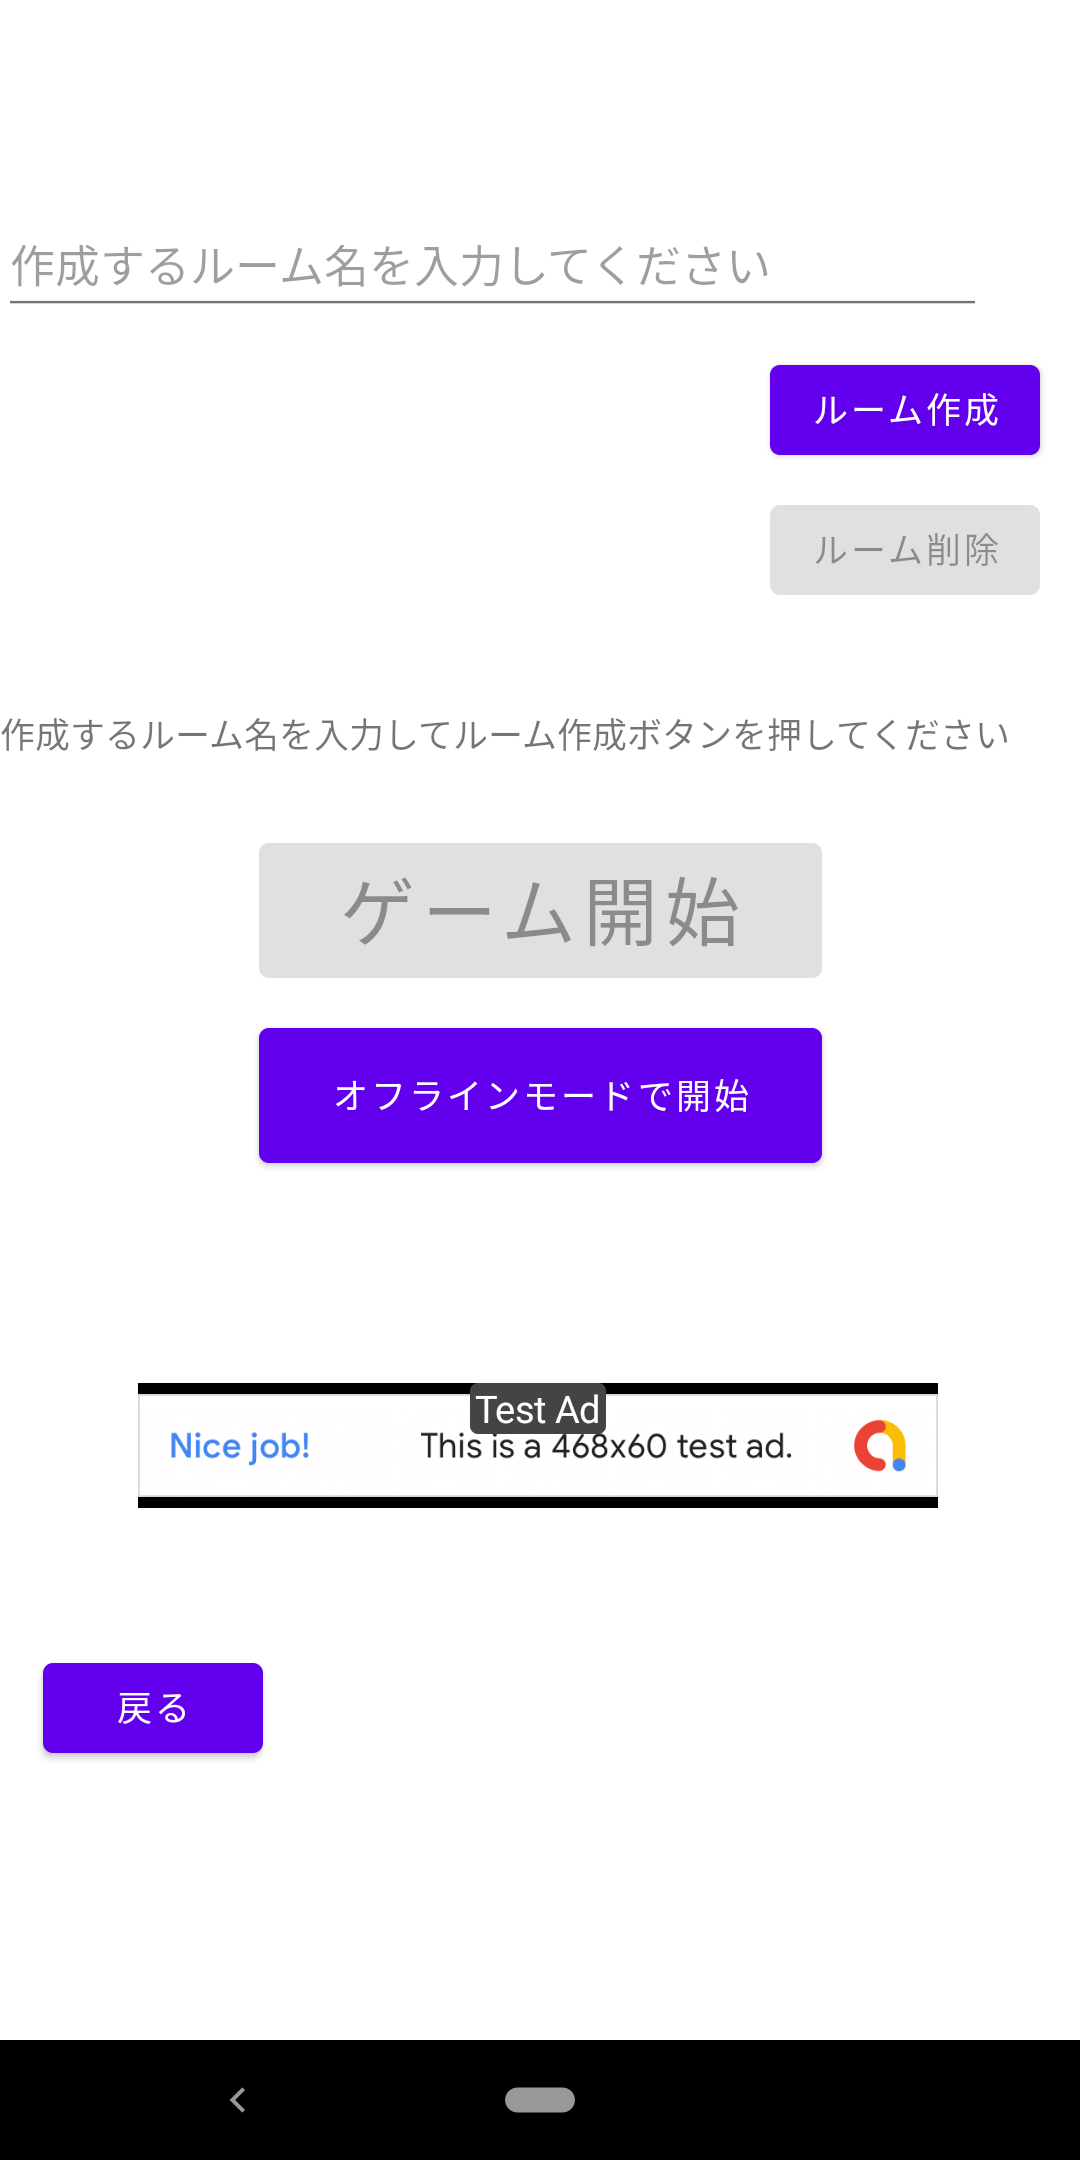 作成するルーム名を入力してください
ルーム作成
ルーム削除
作成するルーム名を入力してルーム作成ボタンを押してください
ゲーム開始
オフラインモードで開始
Test Ad
Nice job! This is a 468x60 test ad.
戻る